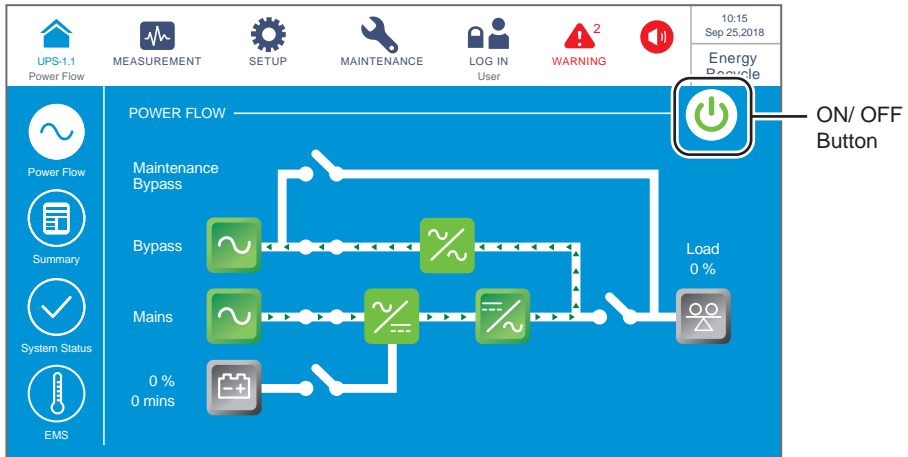 10:15
Sep 25,2018
2
UPS-1.1
MEASUREMENT
SETUP
MAINTENANCE
LOG IN
WARNING
Energy
Recycle
Power Flow
User
POWER FLOW
ON/ OFF
Button
Power Flow
Maintenance
Bypass
Bypass
Load
0 %
Summary
Mains
System Status
0 %
0 mins
EMS